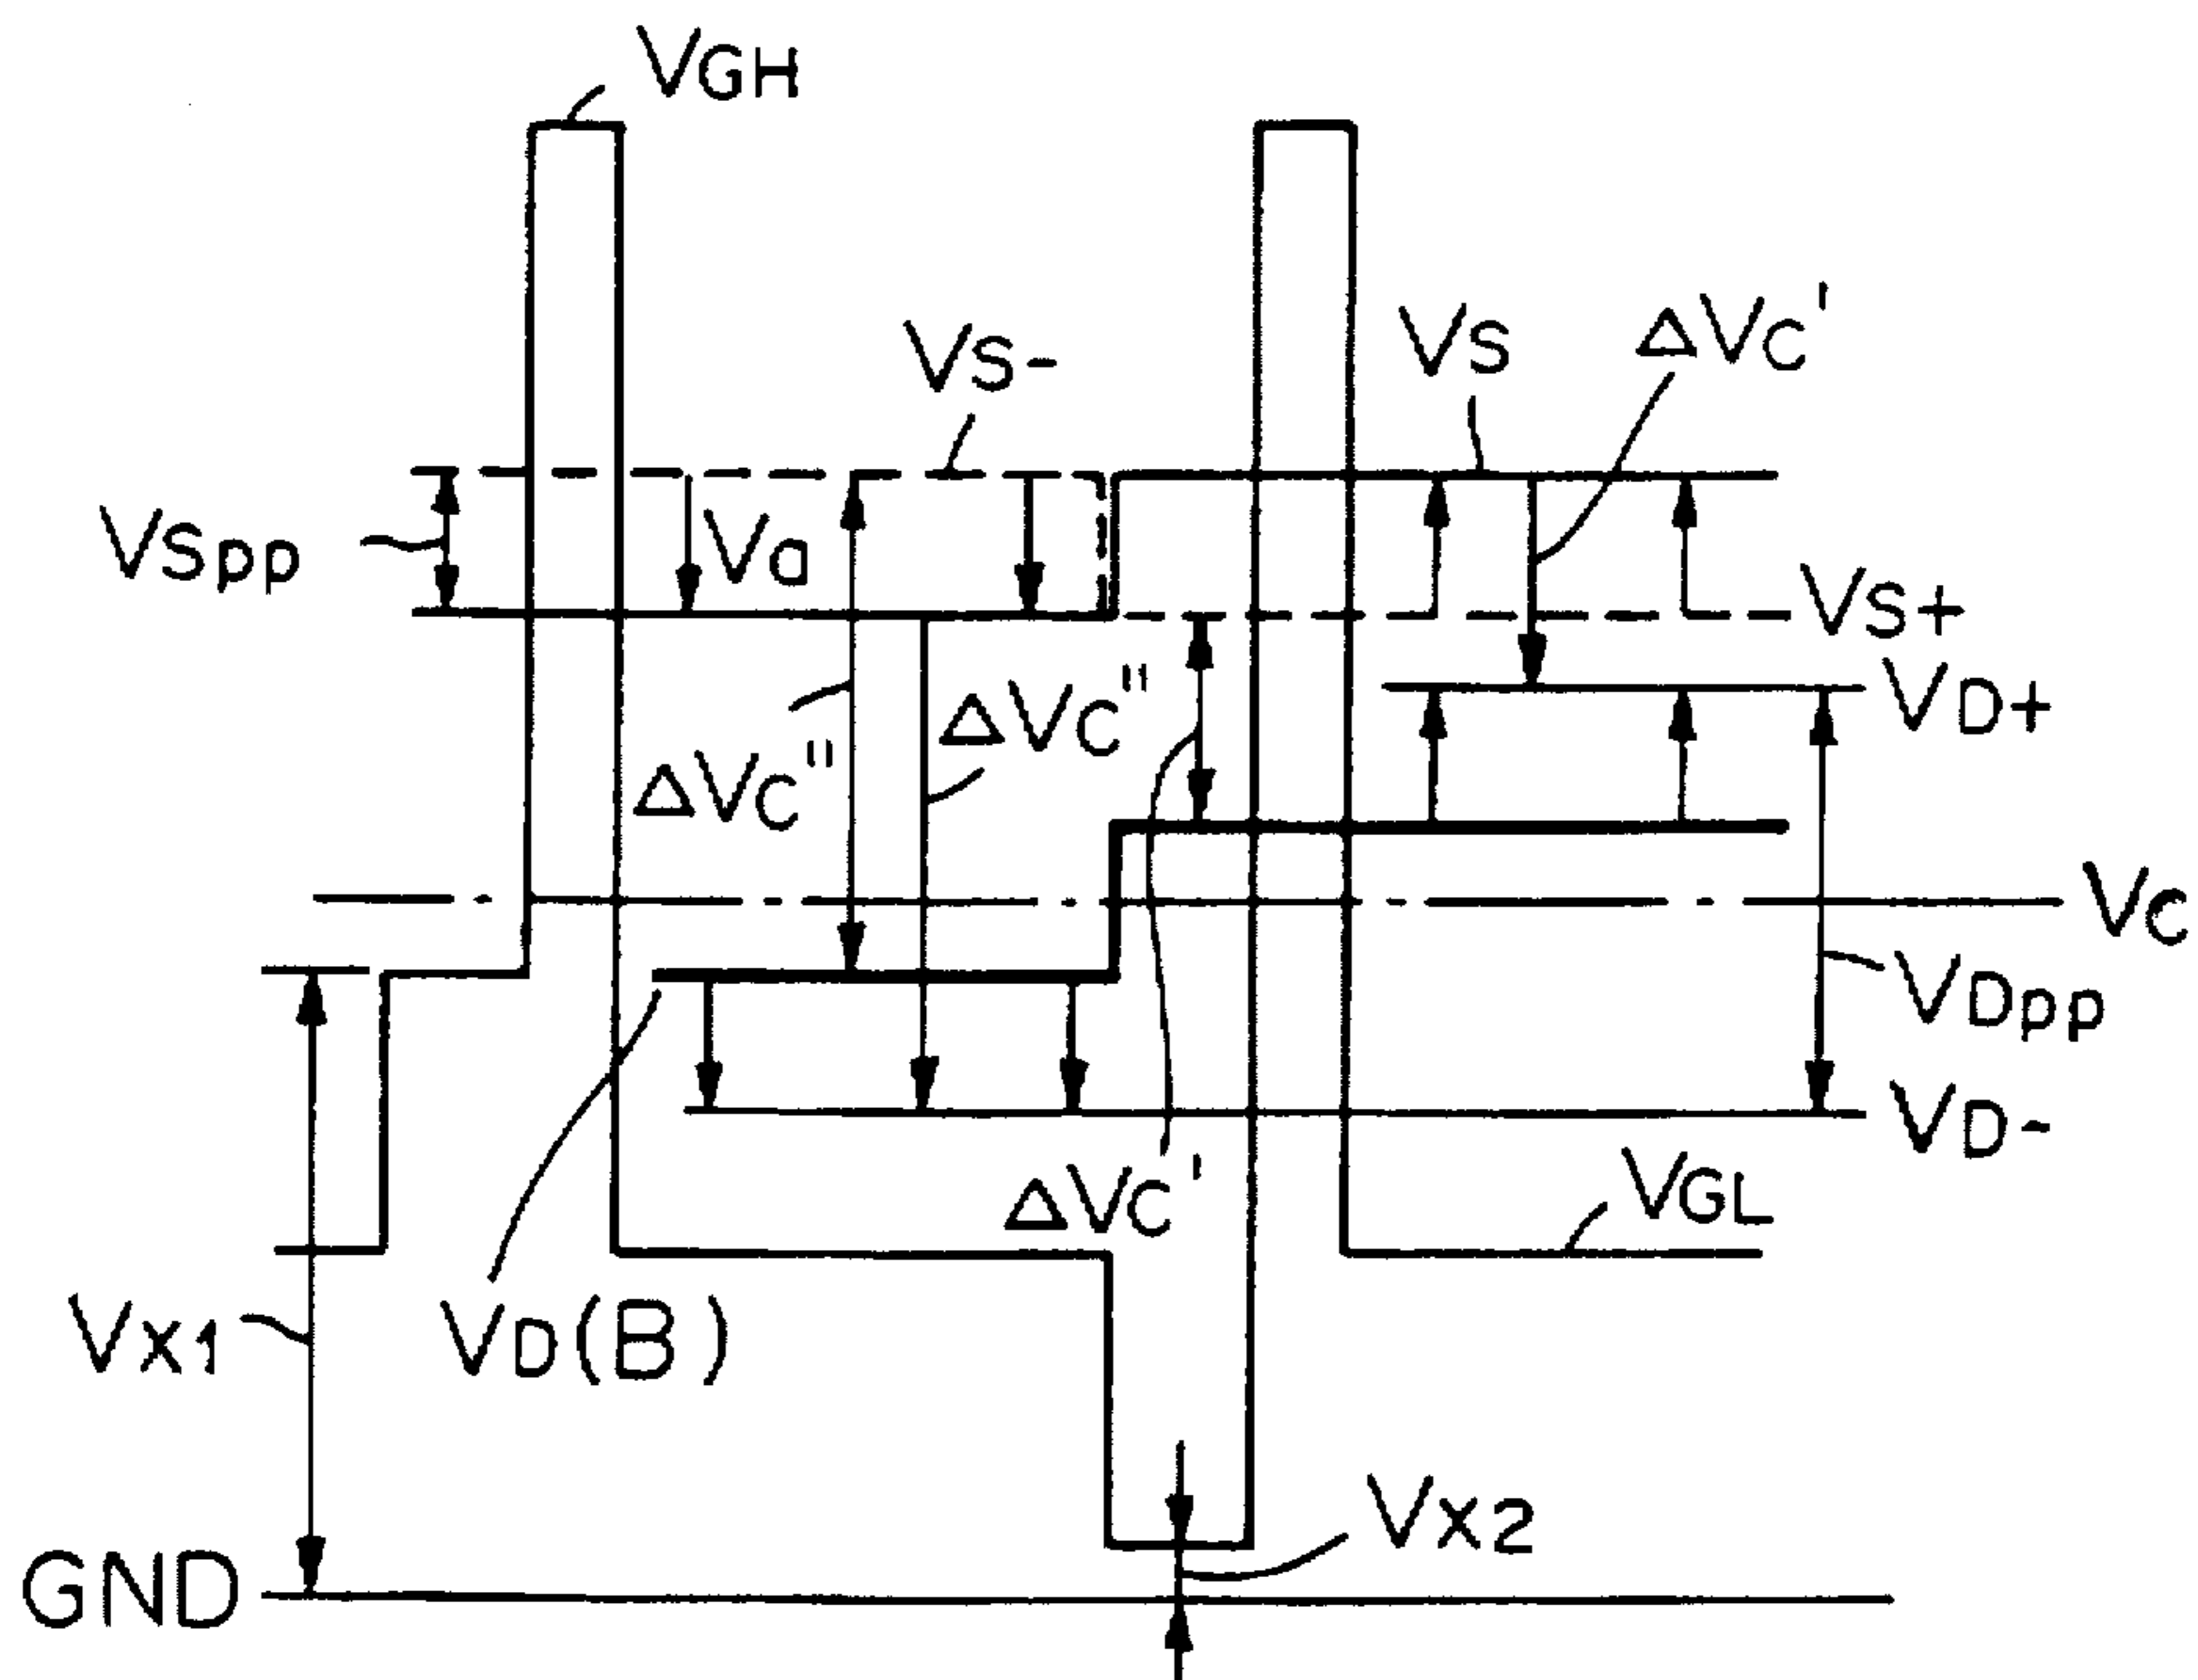 VGH
VS-
VS
ΔVC'
VSPP
Va
VS+
VD+
ΔVC"
ΔVC"
VC
VDPP
VD-
ΔVC'
VGL
VX1
VD(B)
VX2
GND